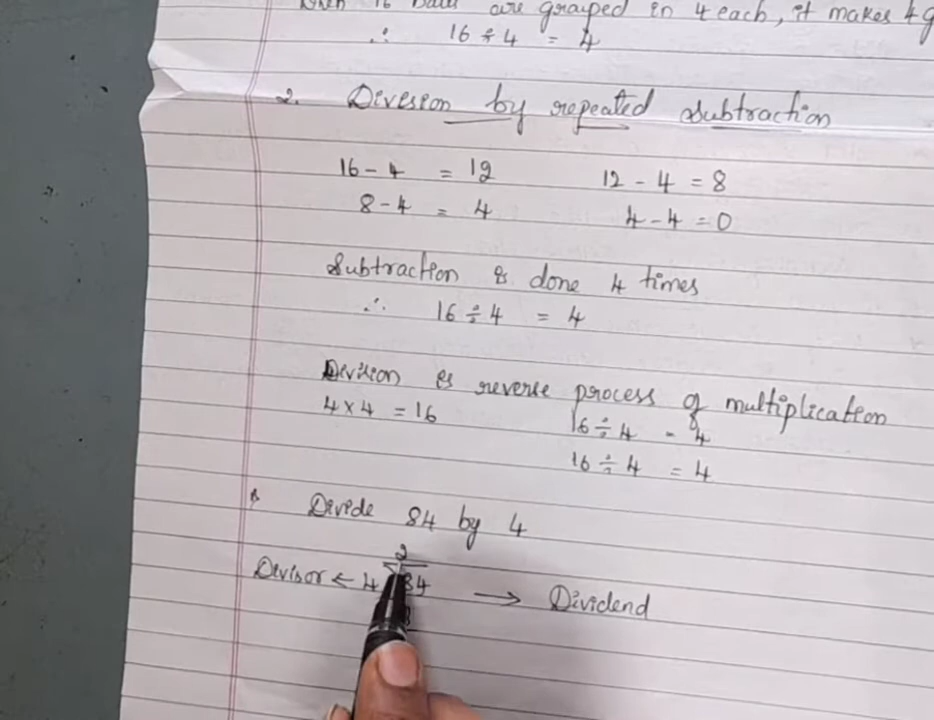 are grouped in 4 each, it makes 4
∴ 16 ÷ 4 = 4
2. Division by repeated subtraction
16 - 4 = 12 12 - 4 = 8
8 - 4 = 4 4 - 4 = 0
Subtraction is done 4 times
∴ 16 ÷ 4 = 4
Division is reverse process of multiplication
4 × 4 = 16 16 ÷ 4 = 4
16 ÷ 4 = 4
Divide 84 by 4
2
Divisor ← 4 84 → Dividend
8